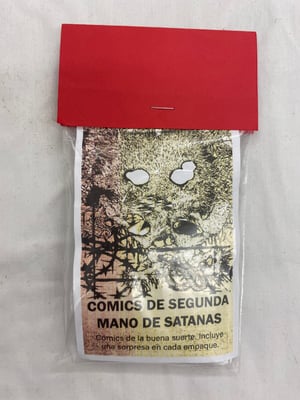 COMICS DE SEGUNDA
MANO DE SATANAS
Comics de la buena suerte. Incluye
una sorpresa en cada empaque.